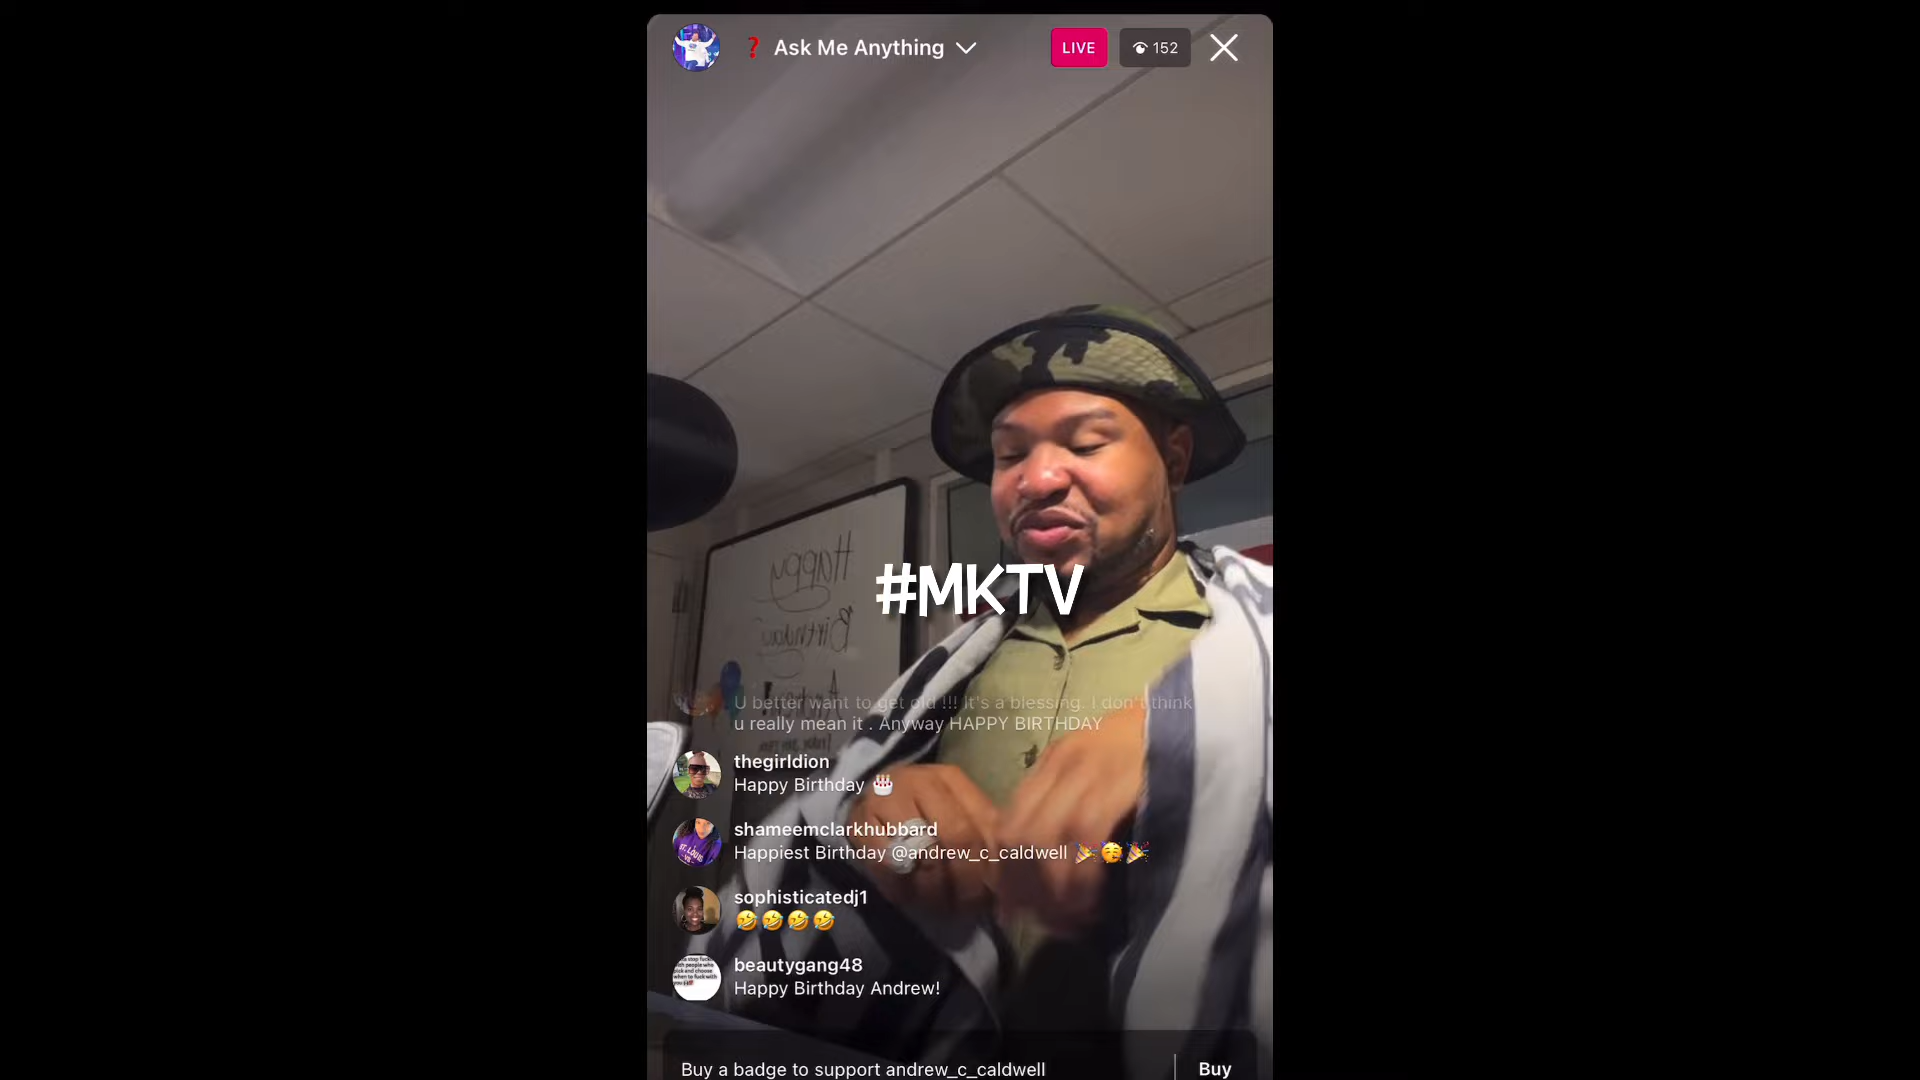 ❓ Ask Me Anything
LIVE
152
Happy
Birthday
#MKTV
U better want to get old !!! It's a blessing. I don't think
u really mean it . Anyway HAPPY BIRTHDAY
thegirldion
Happy Birthday 🎂
shameemclarkhubbard
Happiest Birthday @andrew_c_caldwell 🎉🥳🎉
sophisticatedj1
🤣🤣🤣🤣
beautygang48
Happy Birthday Andrew!
Buy a badge to support andrew_c_caldwell
Buy